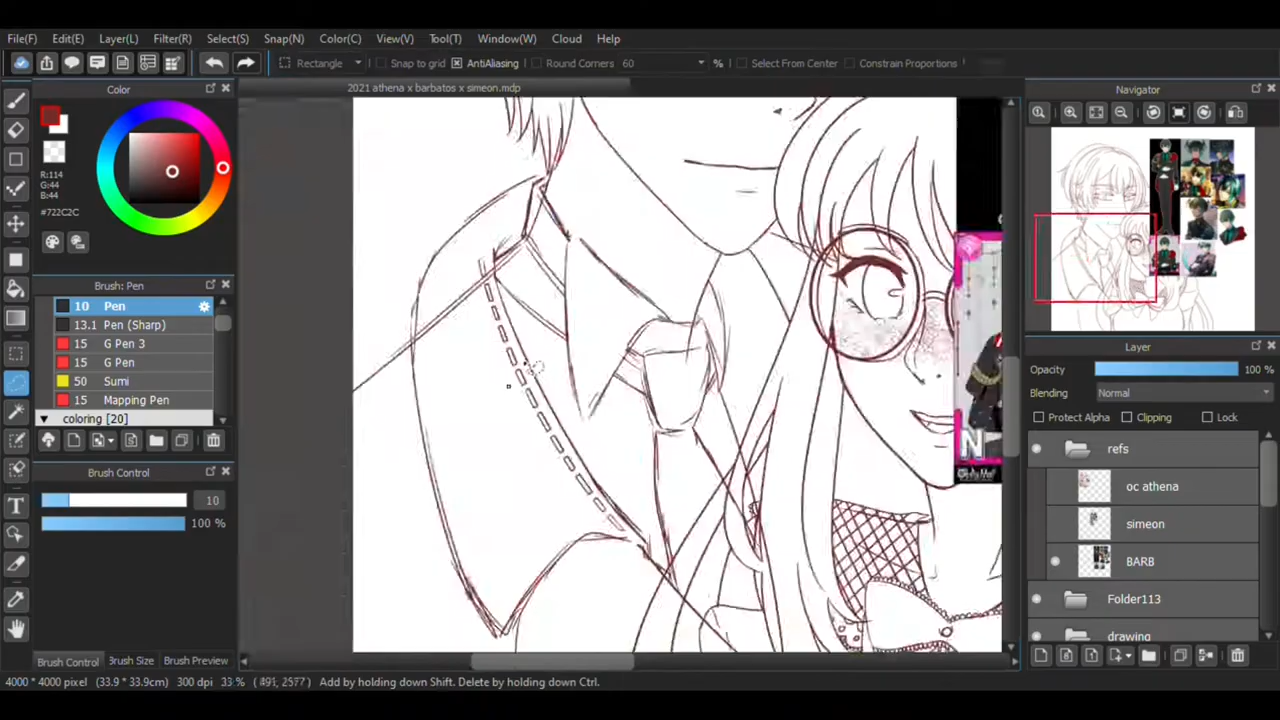 File(F) Edit(E) Layer(L) Filter(R) Select(S) Snap(N) Color(C) View(V) Tool(T) Window(W) Cloud Help
Rectangle Snap to grid AntiAliasing Round Corners 60 % Select From Center Constrain Proportions
2021 athena x barbatos x simeon.mdp
Color
R:114
G:44
B:44
#722C2C
Brush: Pen
10 Pen
13.1 Pen (Sharp)
15 G Pen 3
15 G Pen
50 Sumi
15 Mapping Pen
coloring [20]
Brush Control
10
100 %
Brush Control Brush Size Brush Preview
N
Navigator
Layer
Opacity 100 %
Blending Normal
Protect Alpha Clipping Lock
refs
oc athena
simeon
BARB
Folder113
drawing
4000 * 4000 pixel (33.9 * 33.9cm) 300 dpi 33 % ( 491, 2577 ) Add by holding down Shift. Delete by holding down Ctrl.